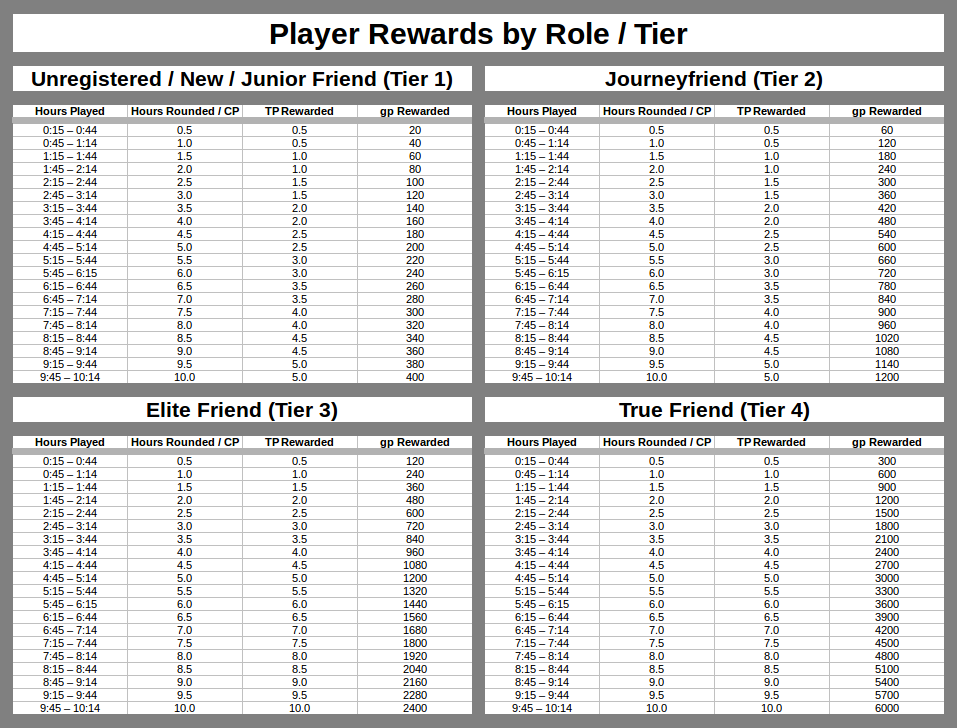 Player Rewards by Role / Tier
Unregistered / New / Junior Friend (Tier 1)
Hours Played Hours Rounded / CP TP Rewarded gp Rewarded
0:15 – 0:44 0.5 0.5 20
0:45 – 1:14 1.0 0.5 40
1:15 – 1:44 1.5 1.0 60
1:45 – 2:14 2.0 1.0 80
2:15 – 2:44 2.5 1.5 100
2:45 – 3:14 3.0 1.5 120
3:15 – 3:44 3.5 2.0 140
3:45 – 4:14 4.0 2.0 160
4:15 – 4:44 4.5 2.5 180
4:45 – 5:14 5.0 2.5 200
5:15 – 5:44 5.5 3.0 220
5:45 – 6:15 6.0 3.0 240
6:15 – 6:44 6.5 3.5 260
6:45 – 7:14 7.0 3.5 280
7:15 – 7:44 7.5 4.0 300
7:45 – 8:14 8.0 4.0 320
8:15 – 8:44 8.5 4.5 340
8:45 – 9:14 9.0 4.5 360
9:15 – 9:44 9.5 5.0 380
9:45 – 10:14 10.0 5.0 400
Journeyfriend (Tier 2)
Hours Played Hours Rounded / CP TP Rewarded gp Rewarded
0:15 – 0:44 0.5 0.5 60
0:45 – 1:14 1.0 0.5 120
1:15 – 1:44 1.5 1.0 180
1:45 – 2:14 2.0 1.0 240
2:15 – 2:44 2.5 1.5 300
2:45 – 3:14 3.0 1.5 360
3:15 – 3:44 3.5 2.0 420
3:45 – 4:14 4.0 2.0 480
4:15 – 4:44 4.5 2.5 540
4:45 – 5:14 5.0 2.5 600
5:15 – 5:44 5.5 3.0 660
5:45 – 6:15 6.0 3.0 720
6:15 – 6:44 6.5 3.5 780
6:45 – 7:14 7.0 3.5 840
7:15 – 7:44 7.5 4.0 900
7:45 – 8:14 8.0 4.0 960
8:15 – 8:44 8.5 4.5 1020
8:45 – 9:14 9.0 4.5 1080
9:15 – 9:44 9.5 5.0 1140
9:45 – 10:14 10.0 5.0 1200
Elite Friend (Tier 3)
Hours Played Hours Rounded / CP TP Rewarded gp Rewarded
0:15 – 0:44 0.5 0.5 120
0:45 – 1:14 1.0 1.0 240
1:15 – 1:44 1.5 1.5 360
1:45 – 2:14 2.0 2.0 480
2:15 – 2:44 2.5 2.5 600
2:45 – 3:14 3.0 3.0 720
3:15 – 3:44 3.5 3.5 840
3:45 – 4:14 4.0 4.0 960
4:15 – 4:44 4.5 4.5 1080
4:45 – 5:14 5.0 5.0 1200
5:15 – 5:44 5.5 5.5 1320
5:45 – 6:15 6.0 6.0 1440
6:15 – 6:44 6.5 6.5 1560
6:45 – 7:14 7.0 7.0 1680
7:15 – 7:44 7.5 7.5 1800
7:45 – 8:14 8.0 8.0 1920
8:15 – 8:44 8.5 8.5 2040
8:45 – 9:14 9.0 9.0 2160
9:15 – 9:44 9.5 9.5 2280
9:45 – 10:14 10.0 10.0 2400
True Friend (Tier 4)
Hours Played Hours Rounded / CP TP Rewarded gp Rewarded
0:15 – 0:44 0.5 0.5 300
0:45 – 1:14 1.0 1.0 600
1:15 – 1:44 1.5 1.5 900
1:45 – 2:14 2.0 2.0 1200
2:15 – 2:44 2.5 2.5 1500
2:45 – 3:14 3.0 3.0 1800
3:15 – 3:44 3.5 3.5 2100
3:45 – 4:14 4.0 4.0 2400
4:15 – 4:44 4.5 4.5 2700
4:45 – 5:14 5.0 5.0 3000
5:15 – 5:44 5.5 5.5 3300
5:45 – 6:15 6.0 6.0 3600
6:15 – 6:44 6.5 6.5 3900
6:45 – 7:14 7.0 7.0 4200
7:15 – 7:44 7.5 7.5 4500
7:45 – 8:14 8.0 8.0 4800
8:15 – 8:44 8.5 8.5 5100
8:45 – 9:14 9.0 9.0 5400
9:15 – 9:44 9.5 9.5 5700
9:45 – 10:14 10.0 10.0 6000